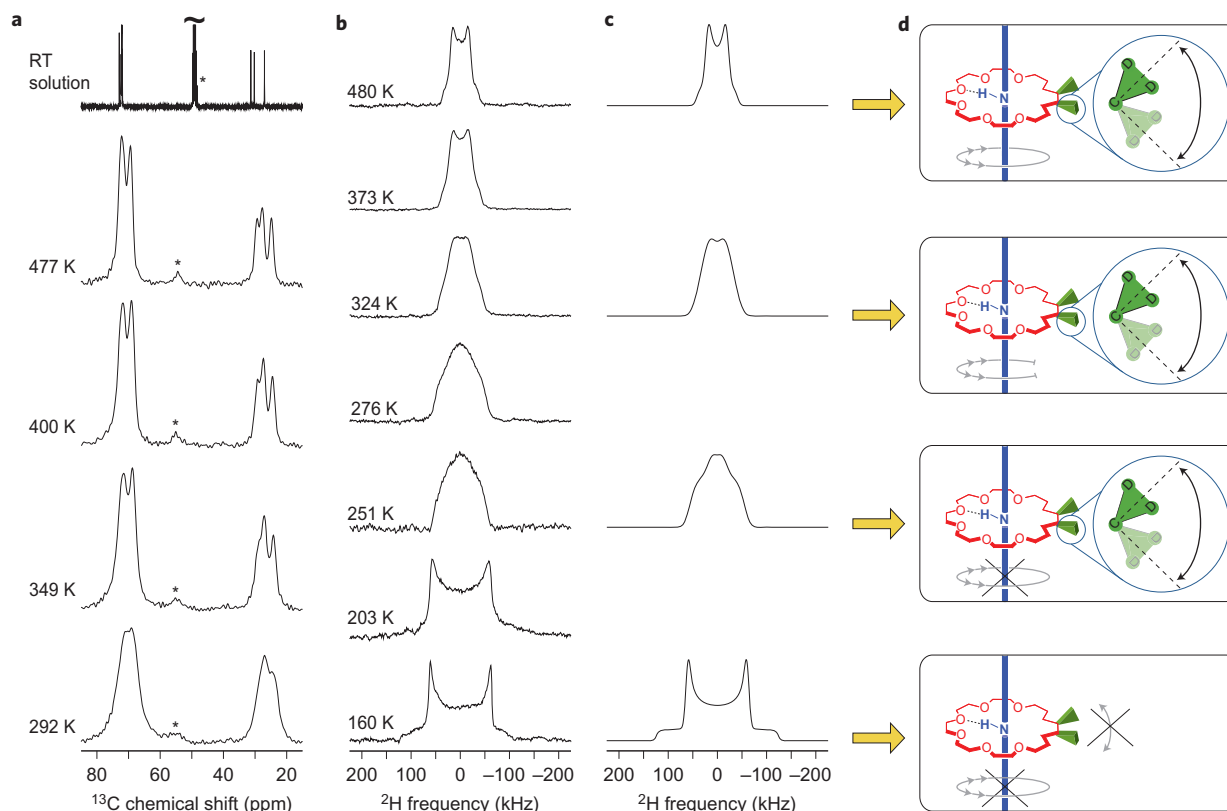 a
RT
solution
*
477 K
*
400 K
*
349 K
*
292 K
*
80 60 40 20
13C chemical shift (ppm)
b
480 K
373 K
324 K
276 K
251 K
203 K
160 K
200 100 0 –100 –200
2H frequency (kHz)
c
200 100 0 –100 –200
2H frequency (kHz)
d
O O O H N O O O
C D D D D
O O O H N O O O
C D D D D
O O O H N O O O
C D D D D
O O O H N O O O